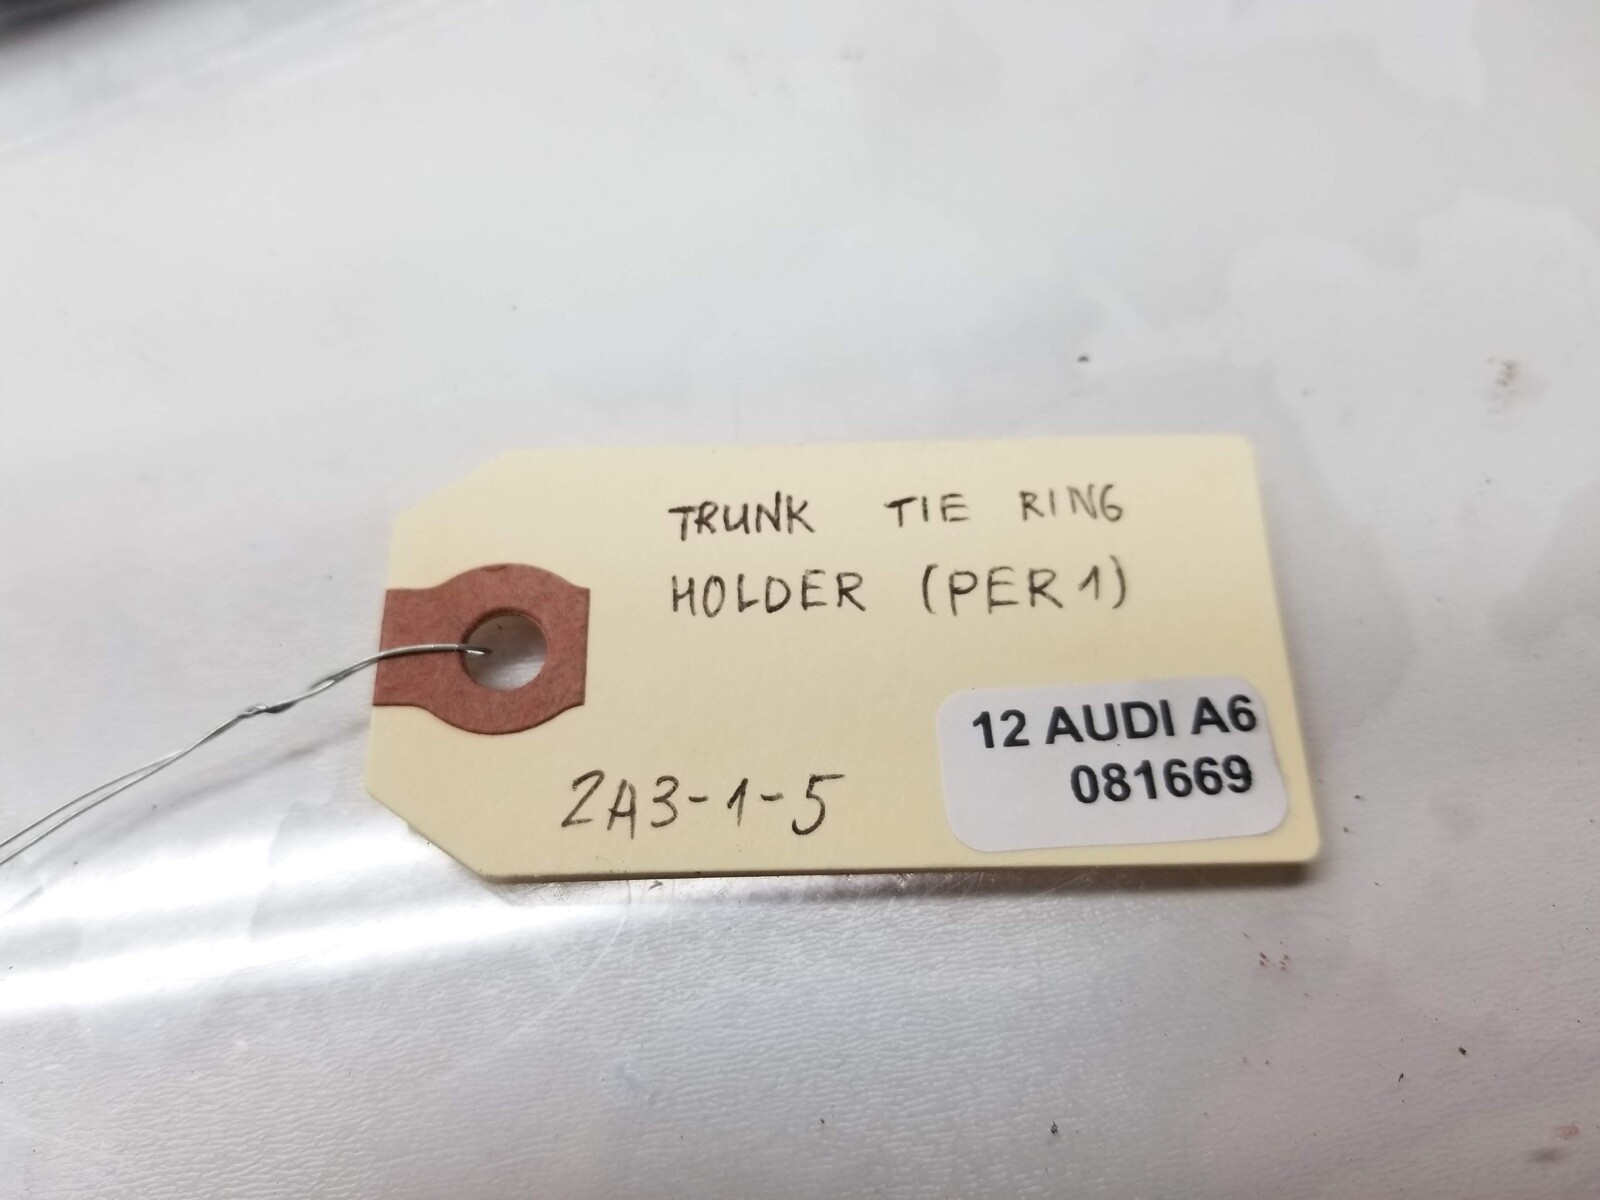 TRUNK TIE RING
HOLDER (PER 1)
12 AUDI A6
081669
2A3-1-5